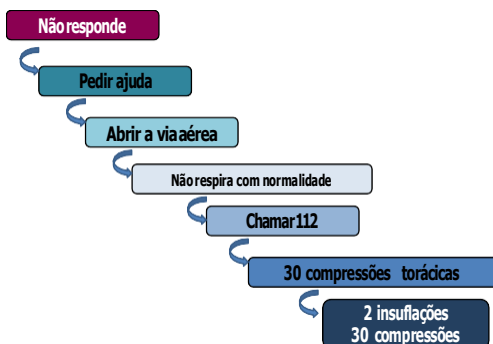 Não responde
Pedir ajuda
Abrir a via aérea
Não respira com normalidade
Chamar 112
30 compressões torácicas
2 insuflações
30 compressões